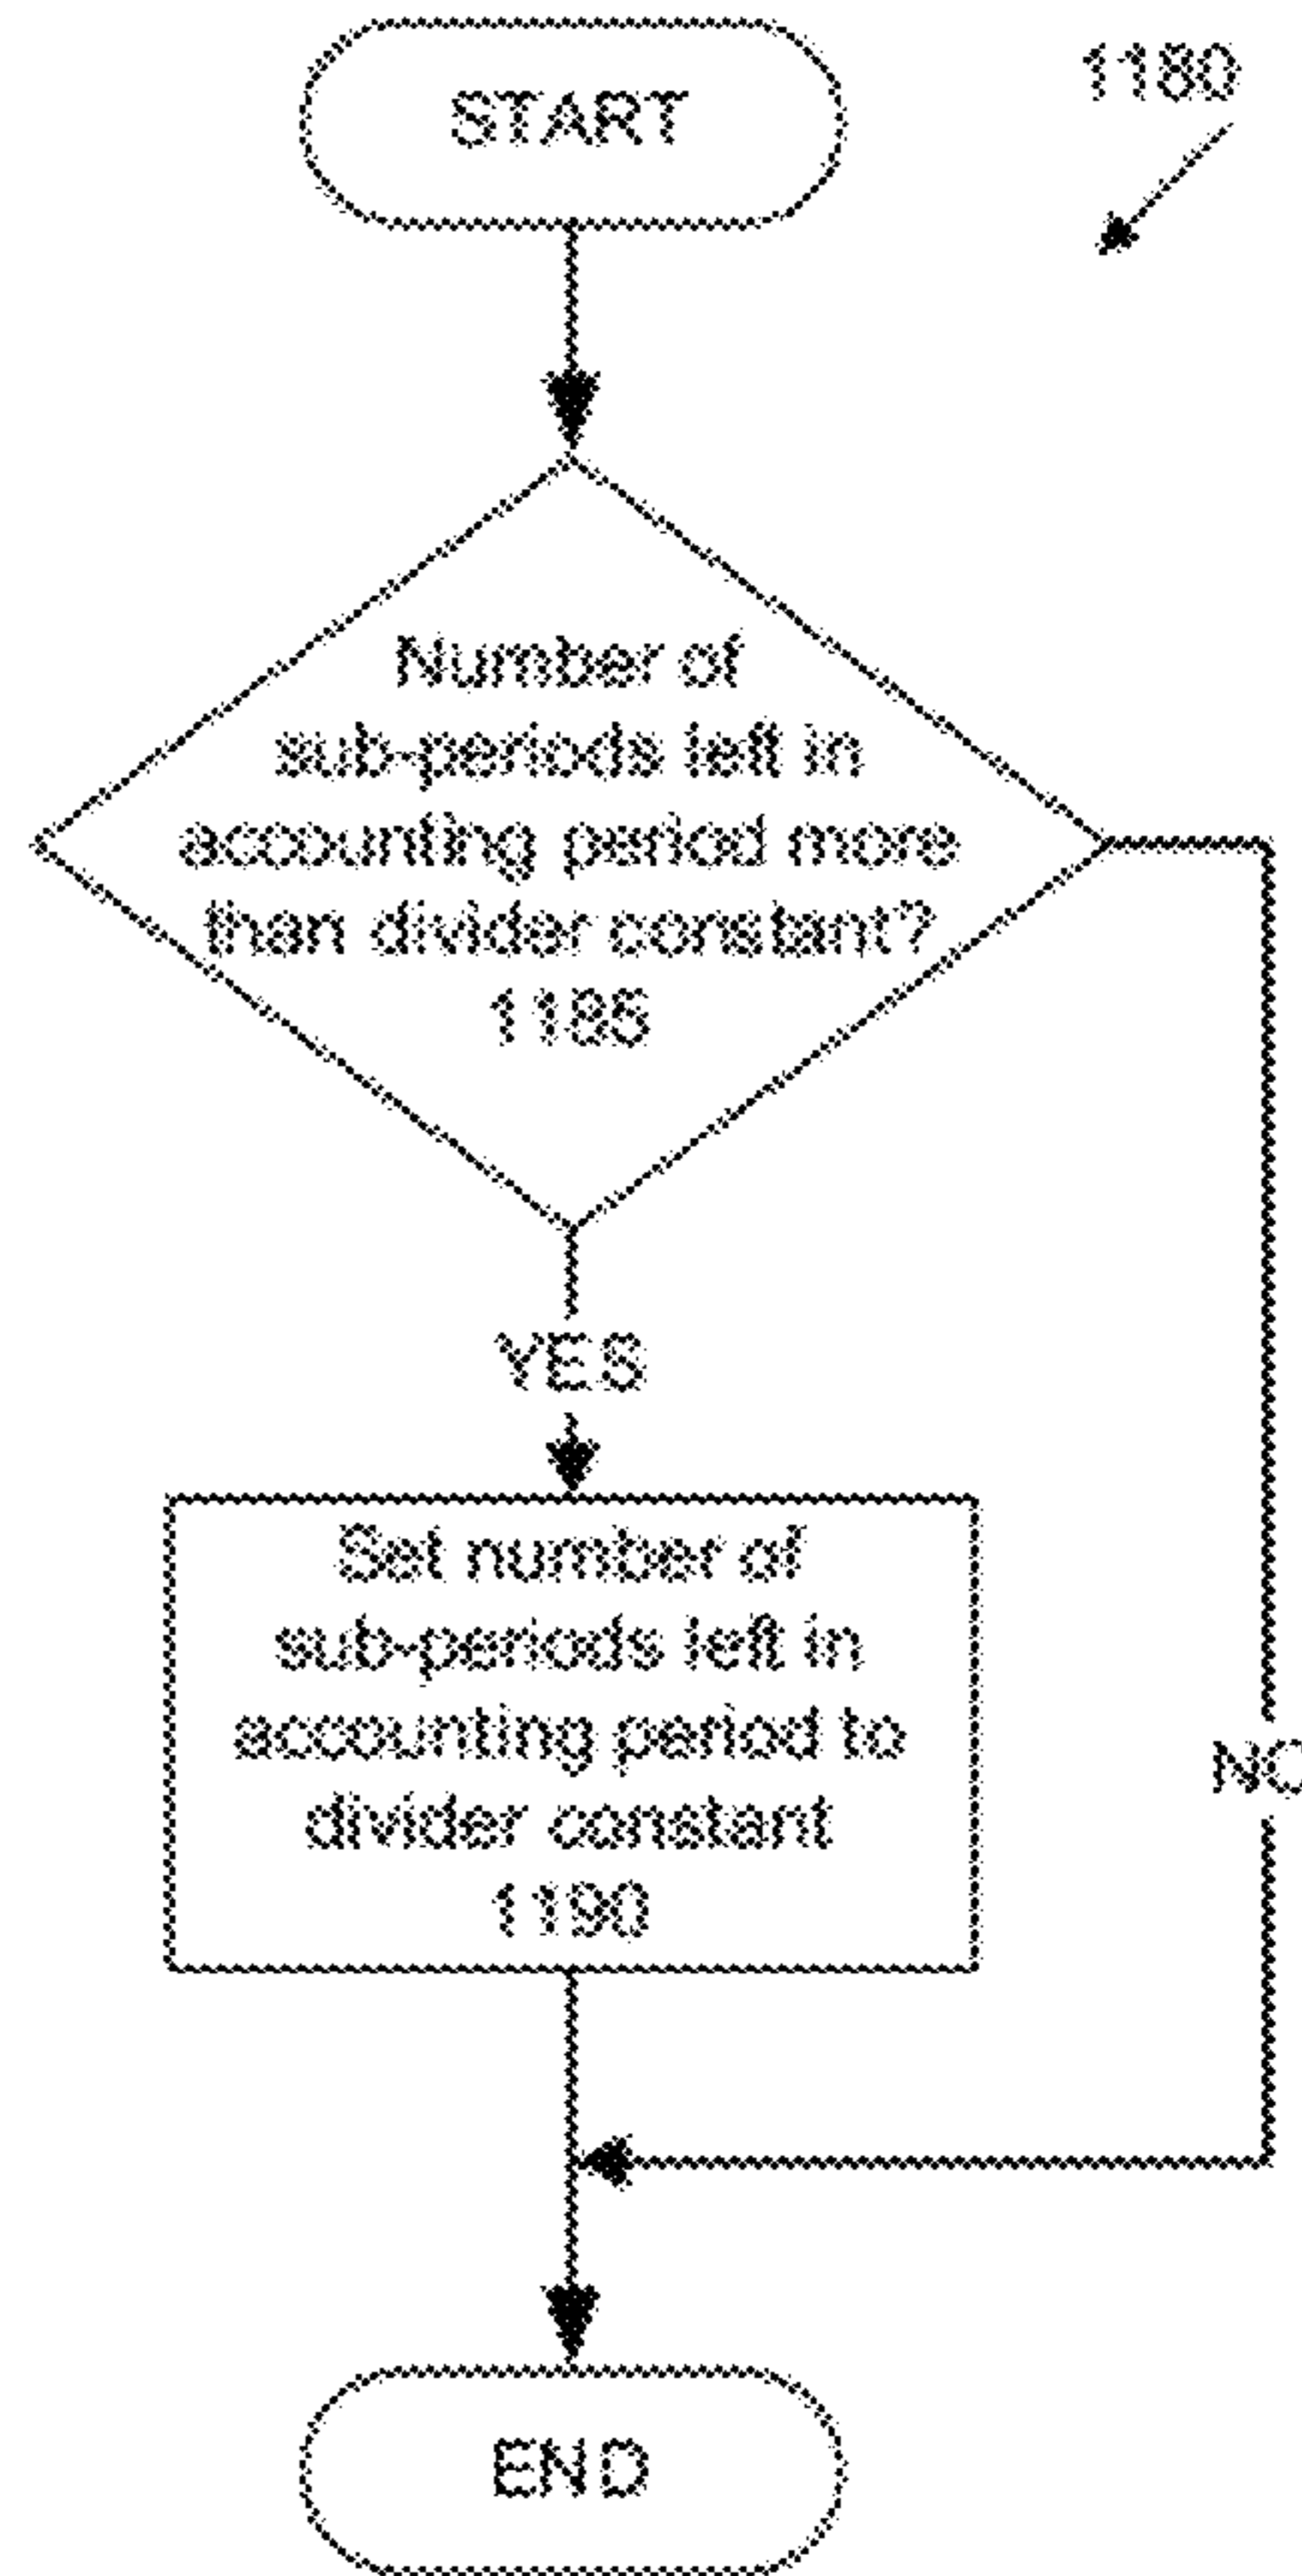 START
1180
Number of
sub-periods left in
accounting period more
than divider constant?
1185
YES
Set number of
sub-periods left in
accounting period to
divider constant
1190
NO
END